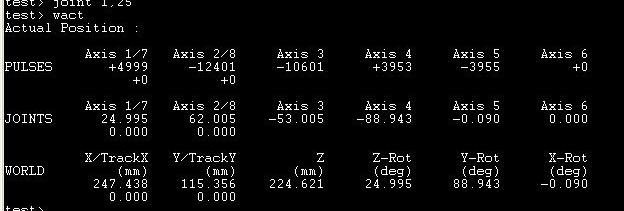 test> joint 1,25
test> wact
Actual Position :
Axis 1/7 Axis 2/8 Axis 3 Axis 4 Axis 5 Axis 6
PULSES +4999 -12401 -10601 +3953 -3955 +0
+0 +0
Axis 1/7 Axis 2/8 Axis 3 Axis 4 Axis 5 Axis 6
JOINTS 24.995 62.005 -53.005 -88.943 -0.090 0.000
0.000 0.000
X/TrackX Y/TrackY Z Z-Rot Y-Rot X-Rot
WORLD (mm) (mm) (mm) (deg) (deg) (deg)
247.438 115.356 224.621 24.995 88.943 -0.090
0.000 0.000
test>